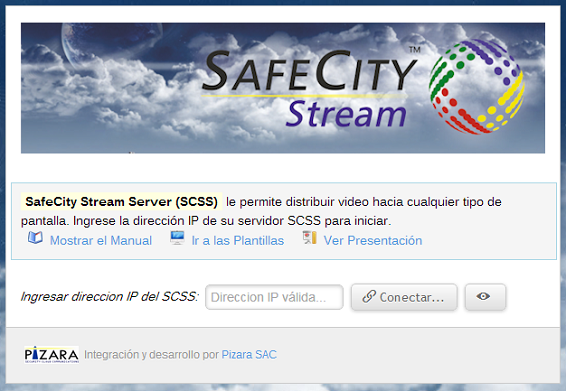 SAFECITY™
Stream
SafeCity Stream Server (SCSS) le permite distribuir video hacia cualquier tipo de
pantalla. Ingrese la dirección IP de su servidor SCSS para iniciar.
Mostrar el Manual Ir a las Plantillas Ver Presentación
Ingresar direccion IP del SCSS: Direccion IP válida... Conectar...
PIZARA Integración y desarrollo por Pizara SAC